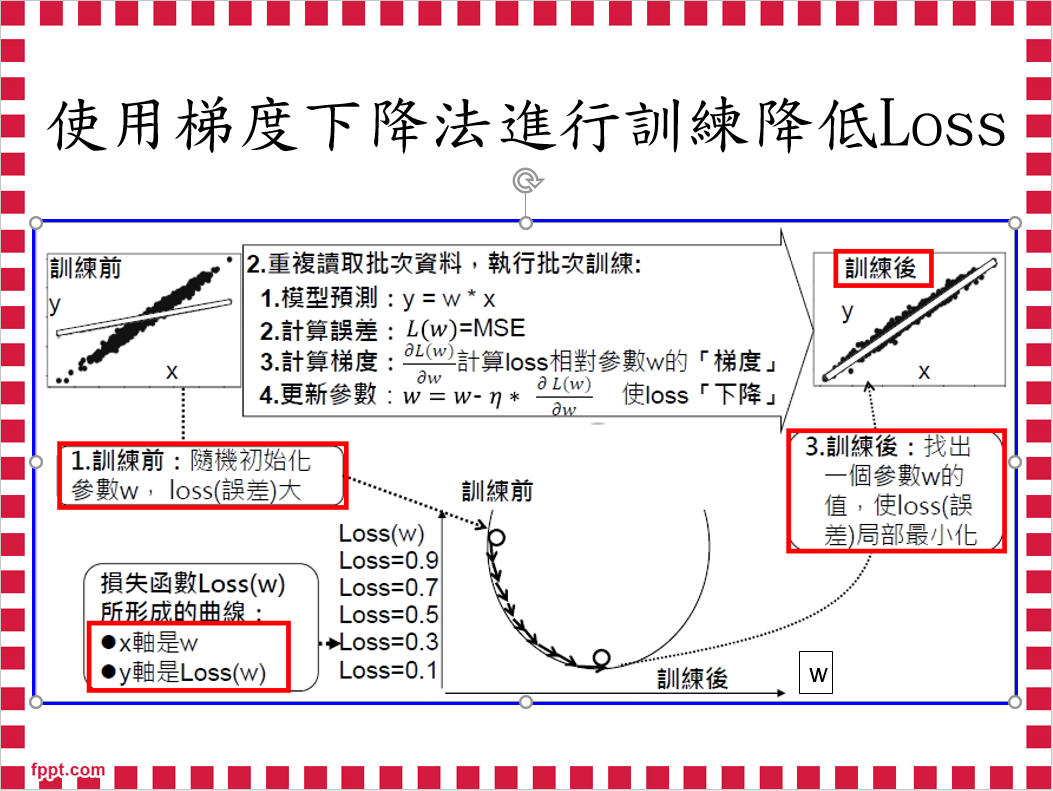 使用梯度下降法進行訓練降低Loss
訓練前
y
x
2.重複讀取批次資料，執行批次訓練:
1.模型預測：y = w * x
2.計算誤差：L(w)=MSE
3.計算梯度：∂L(w)/∂w 計算loss相對參數w的「梯度」
4.更新參數：w = w- η* ∂ L(w)/∂w 使loss「下降」
訓練後
y
x
1.訓練前：隨機初始化
參數w， loss(誤差)大
3.訓練後：找出
一個參數w的
值，使loss(誤
差)局部最小化
損失函數Loss(w)
所形成的曲線：
●x軸是w
●y軸是Loss(w)
訓練前
Loss(w)
Loss=0.9
Loss=0.7
Loss=0.5
Loss=0.3
Loss=0.1
訓練後
w
fppt.com